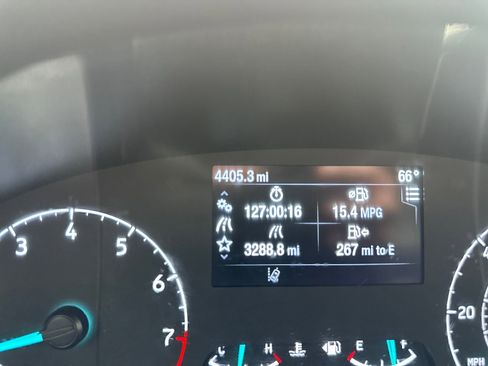 4405.3 mi 66°
127:00:16 15.4 MPG
3288.8 mi 267 mi to E
3 4 5 6 7
C H E F
20
MPH